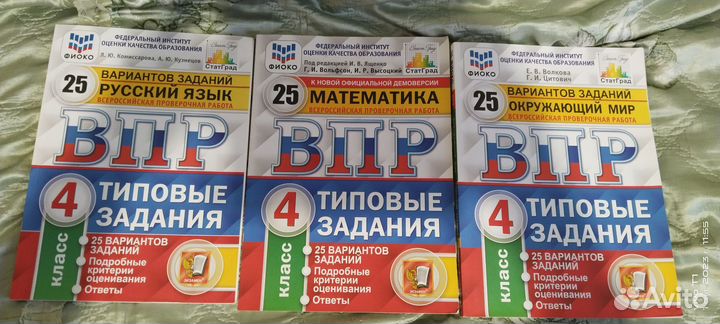 ФЕДЕРАЛЬНЫЙ ИНСТИТУТ
ОЦЕНКИ КАЧЕСТВА ОБРАЗОВАНИЯ
ФИОКО
Л. Ю. Комиссарова, А. Ю. Кузнецов
СтатГрад
25
ВАРИАНТОВ ЗАДАНИЙ
РУССКИЙ ЯЗЫК
ВСЕРОССИЙСКАЯ ПРОВЕРОЧНАЯ РАБОТА
ВПР
4
КЛАСС
ТИПОВЫЕ
ЗАДАНИЯ
25 ВАРИАНТОВ
ЗАДАНИЙ
Подробные
критерии
оценивания
Ответы
ЭКЗАМЕН
ФЕДЕРАЛЬНЫЙ ИНСТИТУТ
ОЦЕНКИ КАЧЕСТВА ОБРАЗОВАНИЯ
ФИОКО
Под редакцией И. В. Ященко
Г. И. Вольфсон, И. Р. Высоцкий
СтатГрад
25
К НОВОЙ ОФИЦИАЛЬНОЙ ДЕМОВЕРСИИ
МАТЕМАТИКА
ВСЕРОССИЙСКАЯ ПРОВЕРОЧНАЯ РАБОТА
ВПР
4
КЛАСС
ТИПОВЫЕ
ЗАДАНИЯ
25 ВАРИАНТОВ
ЗАДАНИЙ
Подробные
критерии
оценивания
Ответы
ЭКЗАМЕН
ФЕДЕРАЛЬНЫЙ ИНСТИТУТ
ОЦЕНКИ КАЧЕСТВА ОБРАЗОВАНИЯ
ФИОКО
Е. В. Волкова
Г. И. Цитович
СтатГрад
25
ВАРИАНТОВ ЗАДАНИЙ
ОКРУЖАЮЩИЙ МИР
ВСЕРОССИЙСКАЯ ПРОВЕРОЧНАЯ РАБОТА
ВПР
4
КЛАСС
ТИПОВЫЕ
ЗАДАНИЯ
25 ВАРИАНТОВ
ЗАДАНИЙ
Подробные
критерии
оценивания
Ответы
2023 11:55
Avito